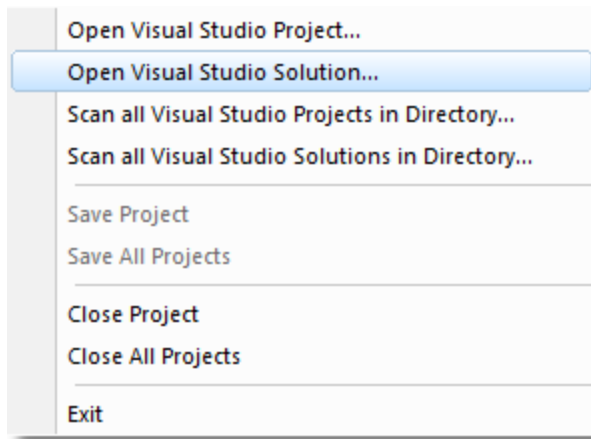 Open Visual Studio Project...
Open Visual Studio Solution...
Scan all Visual Studio Projects in Directory...
Scan all Visual Studio Solutions in Directory...
Save Project
Save All Projects
Close Project
Close All Projects
Exit